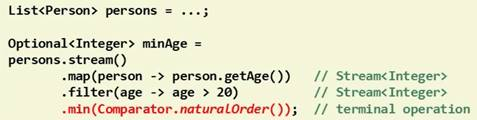 List<Person> persons = ...;
Optional<Integer> minAge =
persons.stream()
.map(person -> person.getAge())   // Stream<Integer>
.filter(age -> age > 20)          // Stream<Integer>
.min(Comparator.naturalOrder());  // terminal operation